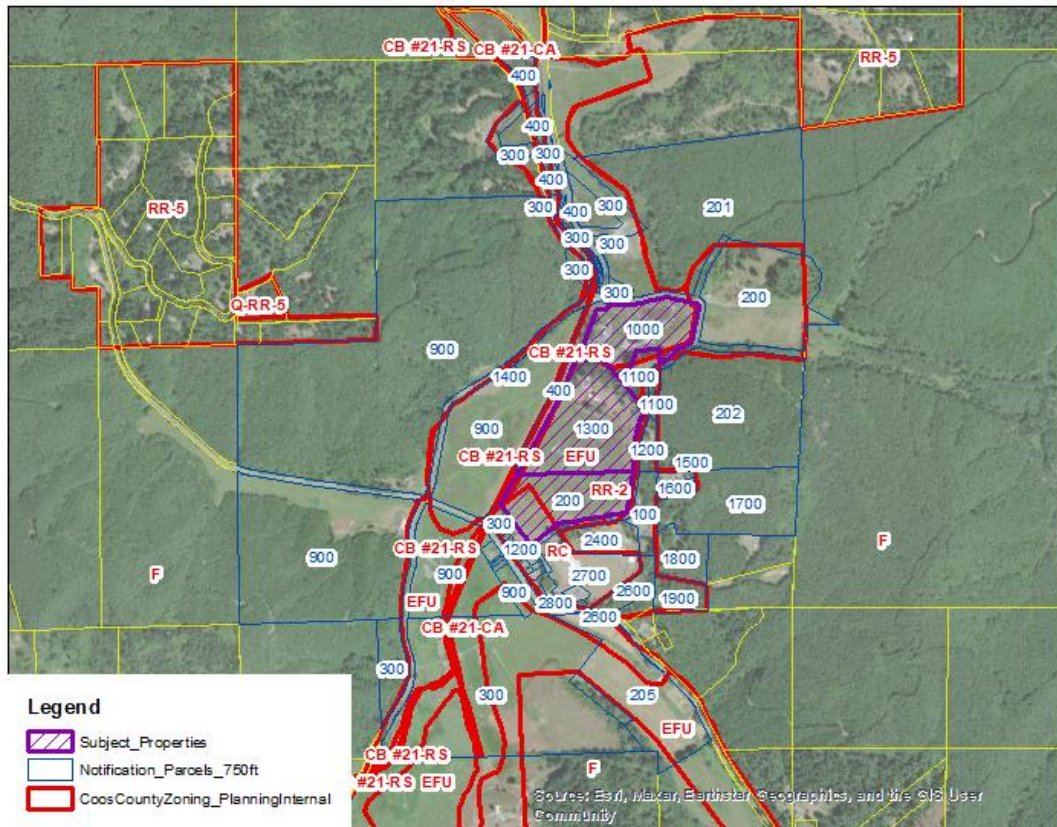 CB #21-RS
CB #21-CA
RR-5
400
400
300
300
400
300
300
400
300
201
RR-5
300
300
300
200
Q-RR-5
300
1000
900
CB #21-RS
1400
400
1100
1100
202
900
1300
1200
CB #21-RS
EFU
1500
RR-2
1600
200
100
1700
300
2400
F
CB #21-RS
1200
RC
900
F
900
2700
1800
EFU
900
2600
1900
2800
2600
CB #21-CA
300
300
205
EFU
CB #21-RS
F
#21-RS
EFU
Legend
Subject_Properties
Notification_Parcels_750ft
CoosCountyZoning_PlanningInternal
Source: Esri, Maxar, Earthstar Geographics, and the GIS User
Community